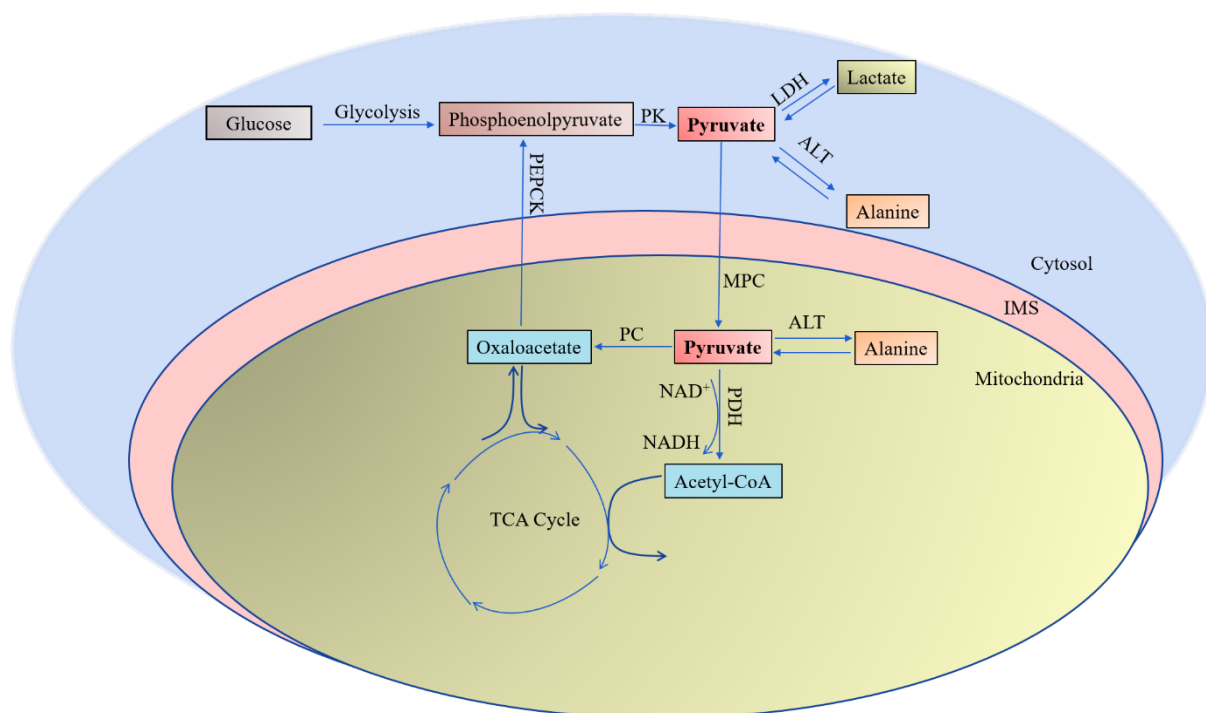 Glucose
Glycolysis
Phosphoenolpyruvate
PK
Pyruvate
LDH
Lactate
ALT
Alanine
PEPCK
Cytosol
MPC
IMS
Oxaloacetate
PC
Pyruvate
ALT
Alanine
Mitochondria
NAD+
PDH
NADH
Acetyl-CoA
TCA Cycle